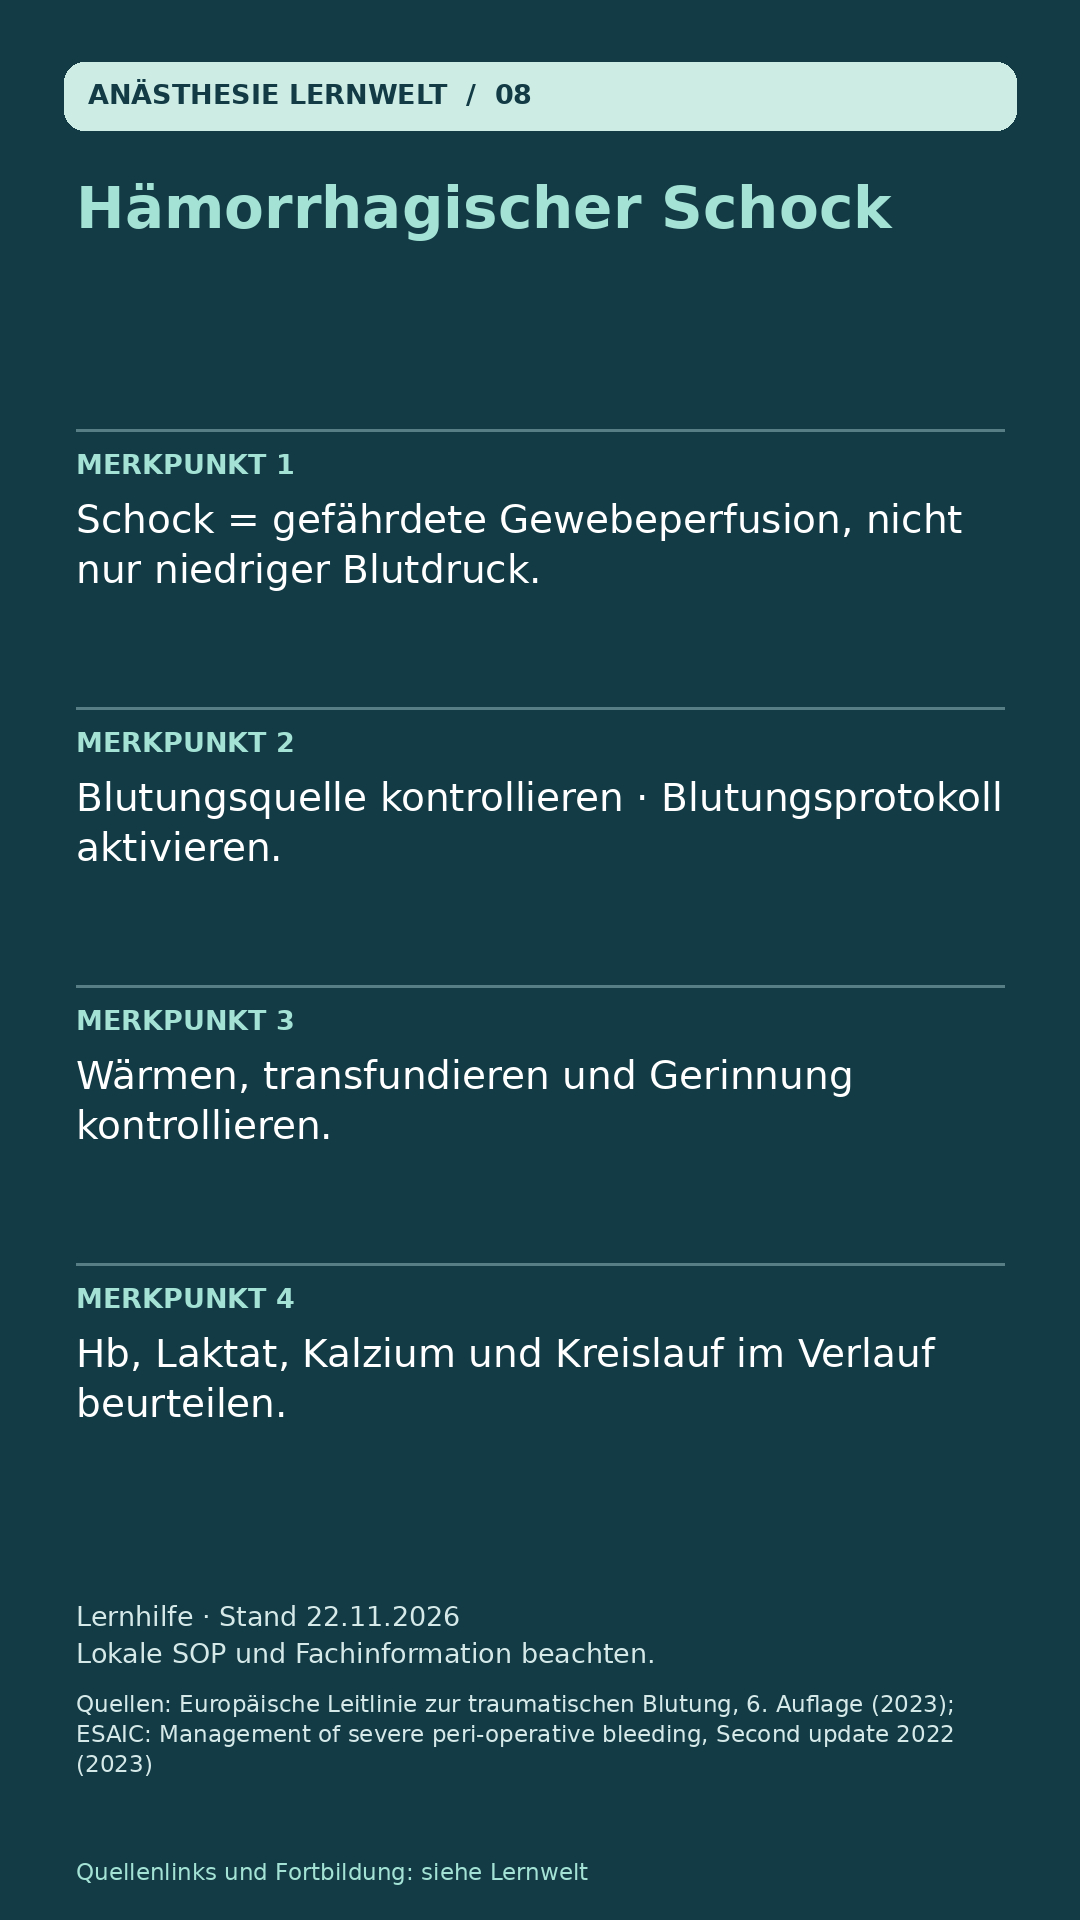 ANÄSTHESIE LERNWELT / 08
Hämorrhagischer Schock
MERKPUNKT 1
Schock = gefährdete Gewebeperfusion, nicht
nur niedriger Blutdruck.
MERKPUNKT 2
Blutungsquelle kontrollieren · Blutungsprotokoll
aktivieren.
MERKPUNKT 3
Wärmen, transfundieren und Gerinnung
kontrollieren.
MERKPUNKT 4
Hb, Laktat, Kalzium und Kreislauf im Verlauf
beurteilen.
Lernhilfe · Stand 22.11.2026
Lokale SOP und Fachinformation beachten.
Quellen: Europäische Leitlinie zur traumatischen Blutung, 6. Auflage (2023);
ESAIC: Management of severe peri-operative bleeding, Second update 2022
(2023)
Quellenlinks und Fortbildung: siehe Lernwelt